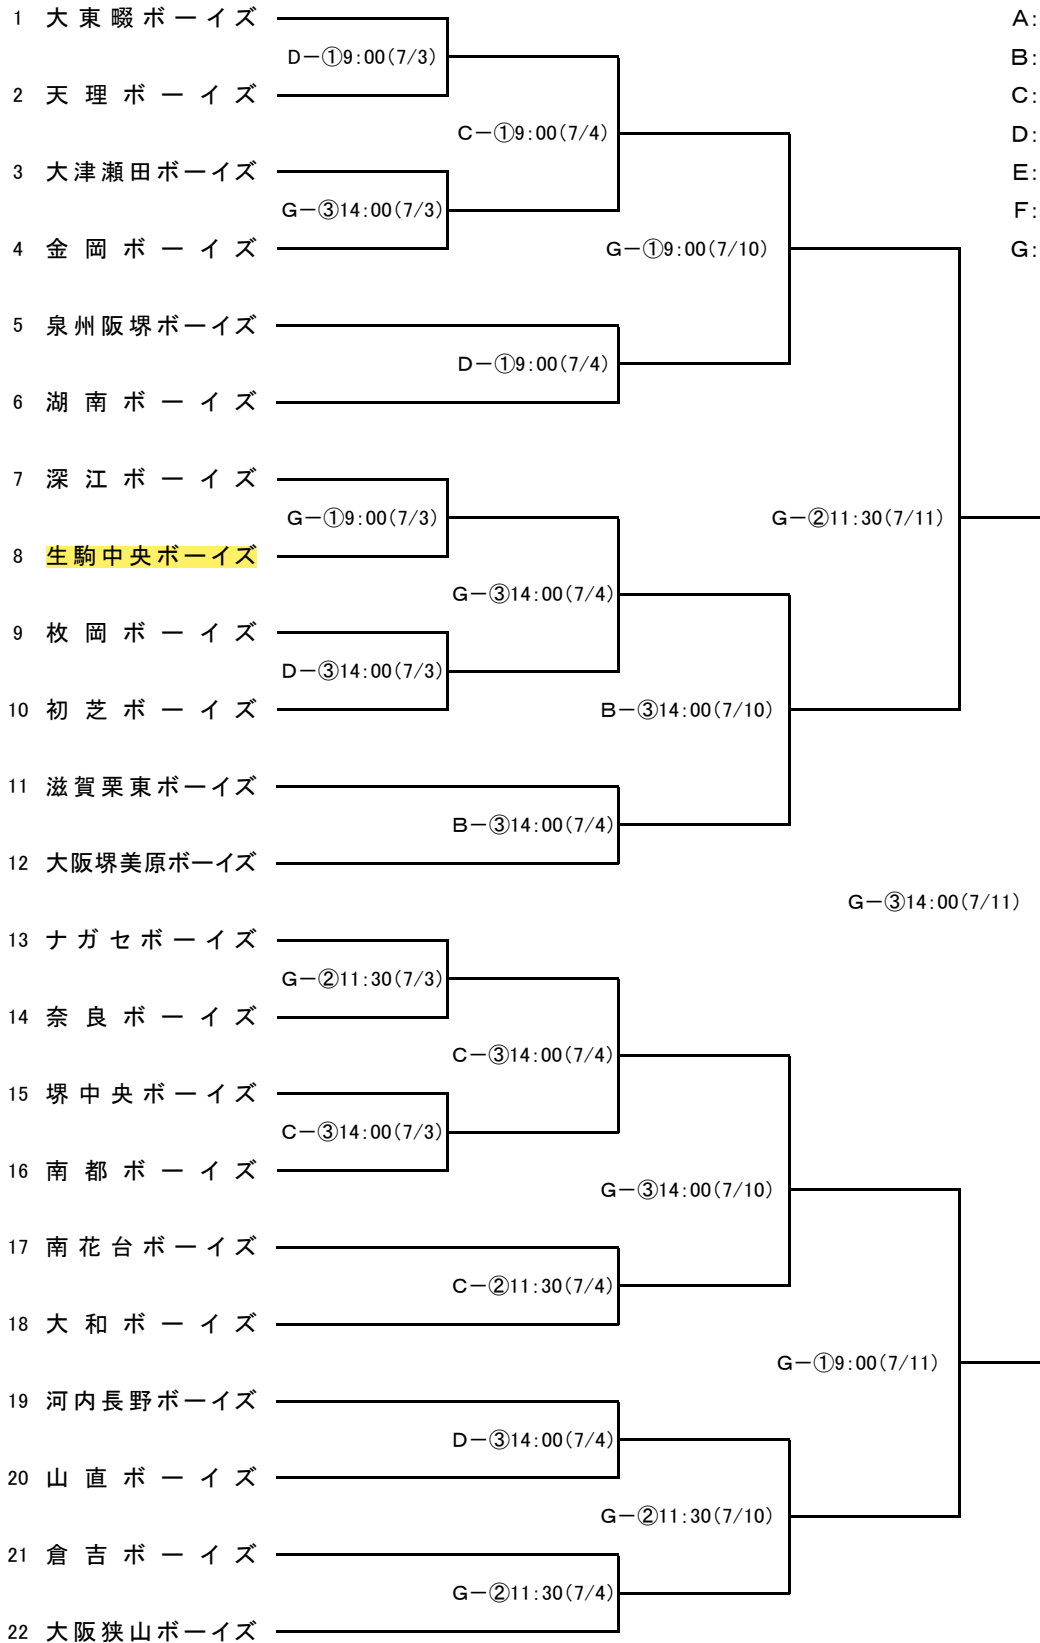 1 大東畷ボーイズ A:
D－①9:00(7/3) B:
2 天理ボーイズ C:
C－①9:00(7/4) D:
3 大津瀬田ボーイズ E:
G－③14:00(7/3) F:
4 金岡ボーイズ G－①9:00(7/10) G:
5 泉州阪堺ボーイズ
D－①9:00(7/4)
6 湖南ボーイズ
7 深江ボーイズ
G－①9:00(7/3) G－②11:30(7/11)
8 生駒中央ボーイズ
G－③14:00(7/4)
9 枚岡ボーイズ
D－③14:00(7/3)
10 初芝ボーイズ B－③14:00(7/10)
11 滋賀栗東ボーイズ
B－③14:00(7/4)
12 大阪堺美原ボーイズ
G－③14:00(7/11)
13 ナガセボーイズ
G－②11:30(7/3)
14 奈良ボーイズ
C－③14:00(7/4)
15 堺中央ボーイズ
C－③14:00(7/3)
16 南都ボーイズ
G－③14:00(7/10)
17 南花台ボーイズ
C－②11:30(7/4)
18 大和ボーイズ
G－①9:00(7/11)
19 河内長野ボーイズ
D－③14:00(7/4)
20 山直ボーイズ
G－②11:30(7/10)
21 倉吉ボーイズ
G－②11:30(7/4)
22 大阪狭山ボーイズ